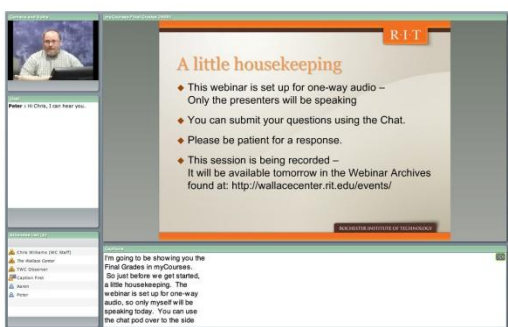 Camera and Voice
myCourses Final Grades (3680)
R·I·T
A little housekeeping
This webinar is set up for one-way audio –
Only the presenters will be speaking
You can submit your questions using the Chat.
Please be patient for a response.
This session is being recorded –
It will be available tomorrow in the Webinar Archives
found at: http://wallacecenter.rit.edu/events/
ROCHESTER INSTITUTE OF TECHNOLOGY
Chat
Peter : Hi Chris, I can hear you.
Chris Williams (WC Staff)
The Wallace Center
TWC Observer
Caption First
Aaron
Peter
I'm going to be showing you the
Final Grades in myCourses.
So just before we get started,
a little housekeeping. The
webinar is set up for one-way
audio, so only myself will be
speaking today. You can use
the chat pod over to the side